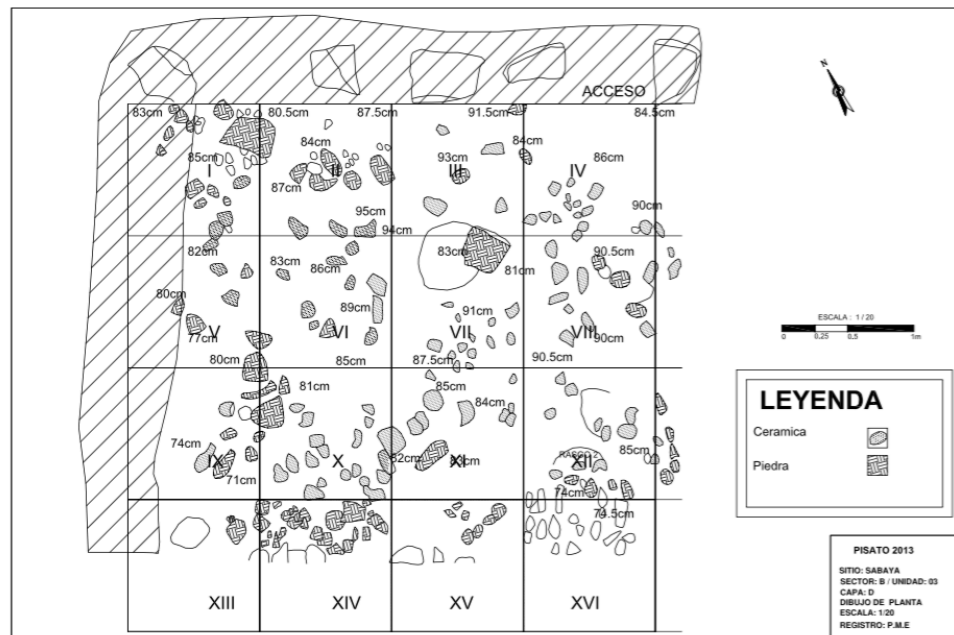 ACCESO
83cm 80.5cm 87.5cm 91.5cm 84.5cm
84cm 84cm
85cm 93cm 86cm
I II III IV
87cm
95cm 90cm
94cm
82cm 83cm 90.5cm
83cm 86cm 81cm
80cm 89cm 91cm
77cm V VI VII VIII 90cm
80cm 85cm 87.5cm 90.5cm
81cm 85cm
84cm
74cm 85cm
IX X 82cm XI XII
RASGO 2
71cm 74cm
74.5cm
XIII XIV XV XVI
N
ESCALA : 1 / 20
0 0.25 0.5 1m
LEYENDA
Ceramica
Piedra
PISATO 2013
SITIO: SABAYA
SECTOR: B / UNIDAD: 03
CAPA: D
DIBUJO DE PLANTA
ESCALA: 1/20
REGISTRO: P.M.E